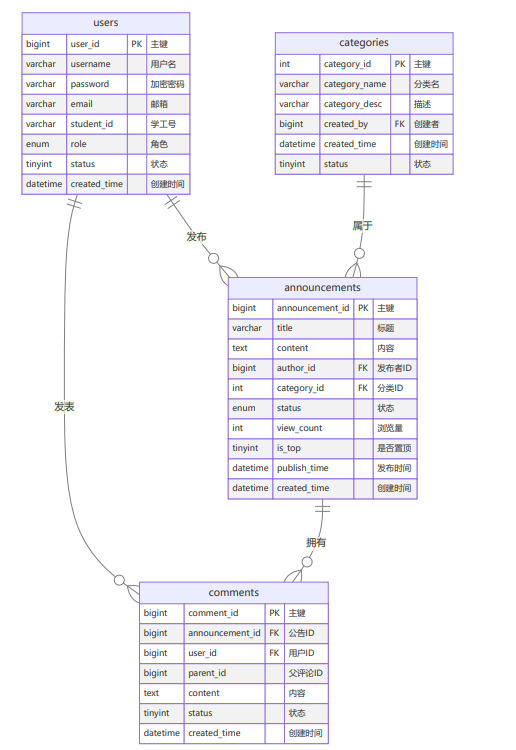 users
bigint user_id PK 主键
varchar username 用户名
varchar password 加密密码
varchar email 邮箱
varchar student_id 学工号
enum role 角色
tinyint status 状态
datetime created_time 创建时间
categories
int category_id PK 主键
varchar category_name 分类名
varchar category_desc 描述
bigint created_by FK 创建者
datetime created_time 创建时间
tinyint status 状态
发布
属于
announcements
bigint announcement_id PK 主键
varchar title 标题
text content 内容
bigint author_id FK 发布者ID
int category_id FK 分类ID
enum status 状态
int view_count 浏览量
tinyint is_top 是否置顶
datetime publish_time 发布时间
datetime created_time 创建时间
发表
拥有
comments
bigint comment_id PK 主键
bigint announcement_id FK 公告ID
bigint user_id FK 用户ID
bigint parent_id 父评论ID
text content 内容
tinyint status 状态
datetime created_time 创建时间